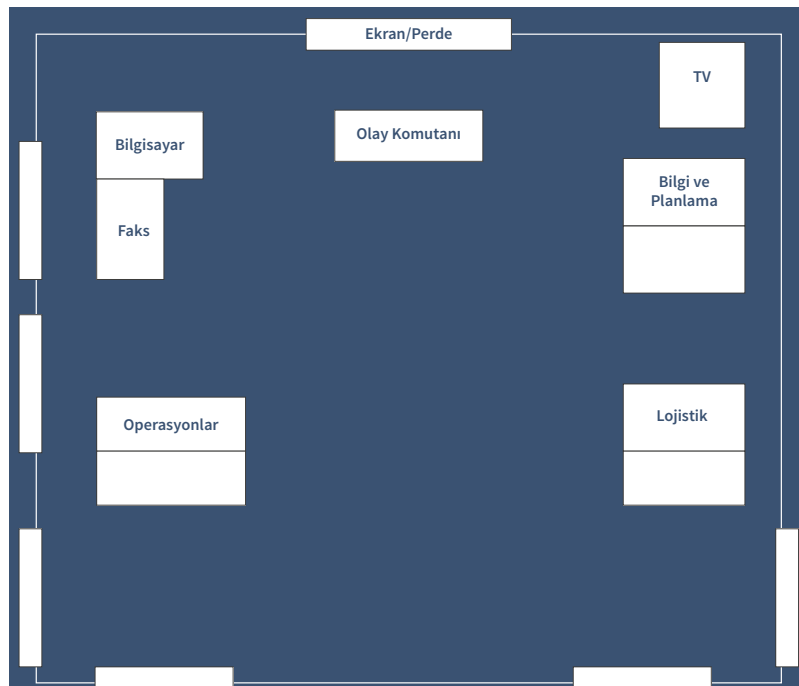 Ekran/Perde
TV
Olay Komutanı
Bilgisayar
Bilgi ve
Planlama
Faks
Lojistik
Operasyonlar